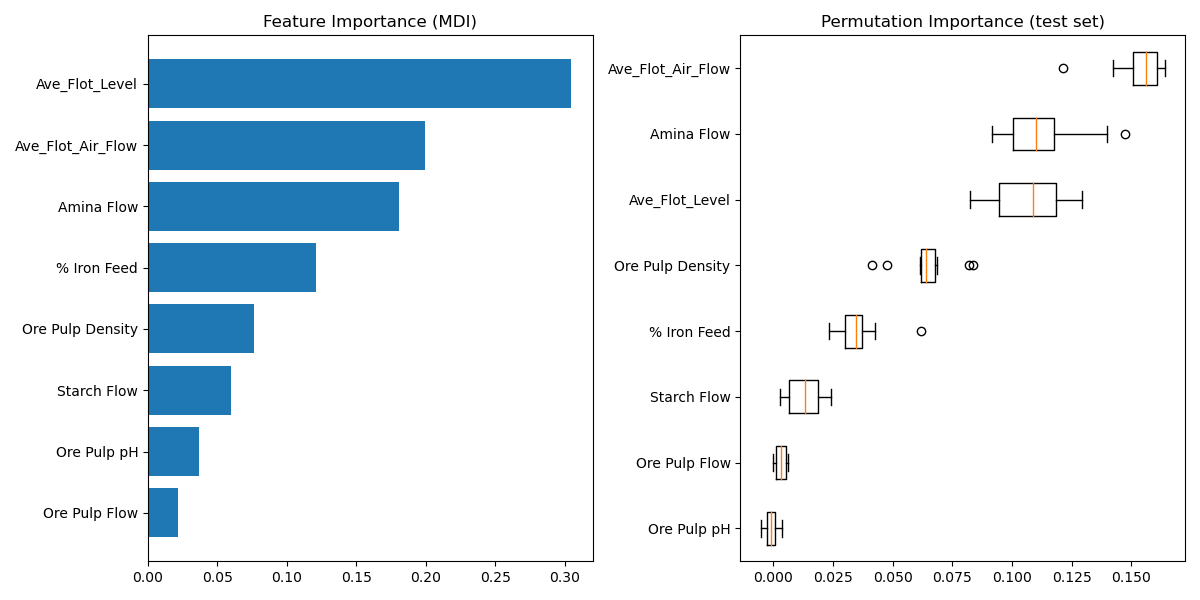 Feature Importance (MDI)
Ave_Flot_Level
Ave_Flot_Air_Flow
Amina Flow
% Iron Feed
Ore Pulp Density
Starch Flow
Ore Pulp pH
Ore Pulp Flow
0.00 0.05 0.10 0.15 0.20 0.25 0.30
Permutation Importance (test set)
Ave_Flot_Air_Flow
Amina Flow
Ave_Flot_Level
Ore Pulp Density
% Iron Feed
Starch Flow
Ore Pulp Flow
Ore Pulp pH
0.000 0.025 0.050 0.075 0.100 0.125 0.150